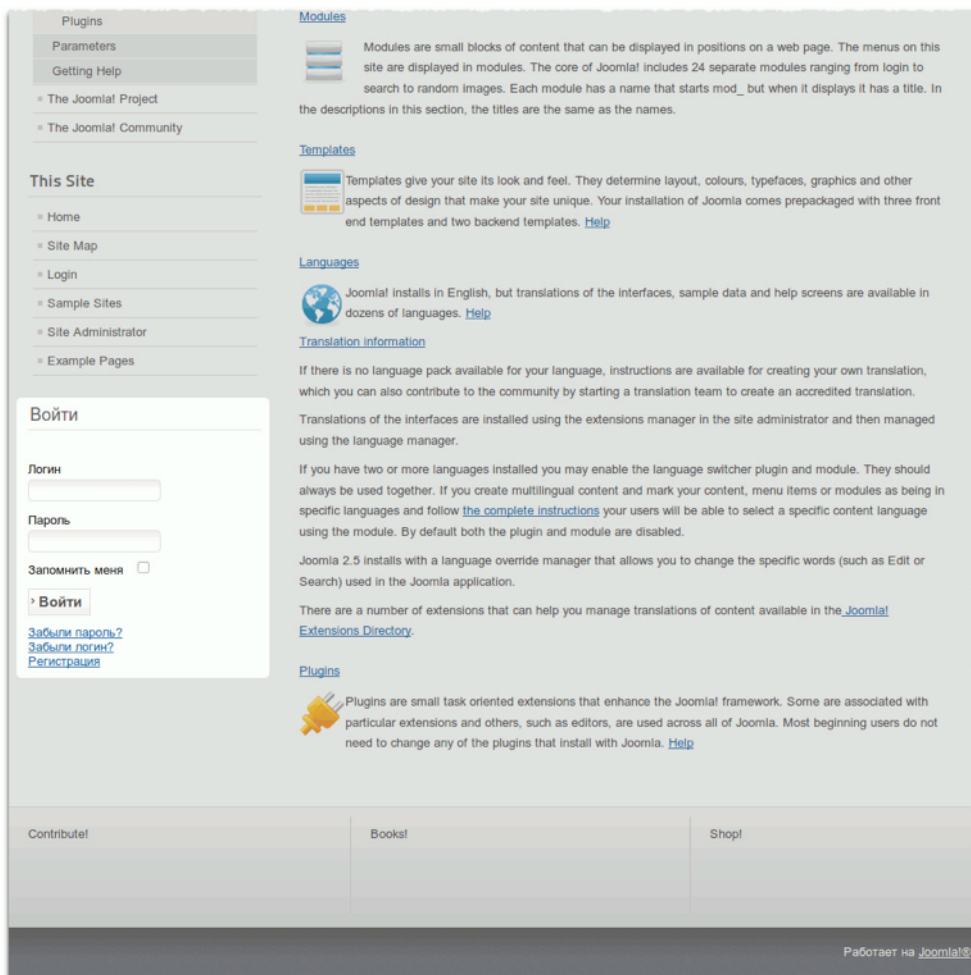 Plugins
Parameters
Getting Help
The Joomla! Project
The Joomla! Community
This Site
Home
Site Map
Login
Sample Sites
Site Administrator
Example Pages
Войти
Логин
Пароль
Запомнить меня
Войти
Забыли пароль?
Забыли логин?
Регистрация
Modules
Modules are small blocks of content that can be displayed in positions on a web page. The menus on this
site are displayed in modules. The core of Joomla! includes 24 separate modules ranging from login to
search to random images. Each module has a name that starts mod_ but when it displays it has a title. In
the descriptions in this section, the titles are the same as the names.
Templates
Templates give your site its look and feel. They determine layout, colours, typefaces, graphics and other
aspects of design that make your site unique. Your installation of Joomla comes prepackaged with three front
end templates and two backend templates. Help
Languages
Joomla! installs in English, but translations of the interfaces, sample data and help screens are available in
dozens of languages. Help
Translation information
If there is no language pack available for your language, instructions are available for creating your own translation,
which you can also contribute to the community by starting a translation team to create an accredited translation.
Translations of the interfaces are installed using the extensions manager in the site administrator and then managed
using the language manager.
If you have two or more languages installed you may enable the language switcher plugin and module. They should
always be used together. If you create multilingual content and mark your content, menu items or modules as being in
specific languages and follow the complete instructions your users will be able to select a specific content language
using the module. By default both the plugin and module are disabled.
Joomla 2.5 installs with a language override manager that allows you to change the specific words (such as Edit or
Search) used in the Joomla application.
There are a number of extensions that can help you manage translations of content available in the Joomla!
Extensions Directory.
Plugins
Plugins are small task oriented extensions that enhance the Joomla! framework. Some are associated with
particular extensions and others, such as editors, are used across all of Joomla. Most beginning users do not
need to change any of the plugins that install with Joomla. Help
Contribute!
Books!
Shop!
Работает на Joomla!®